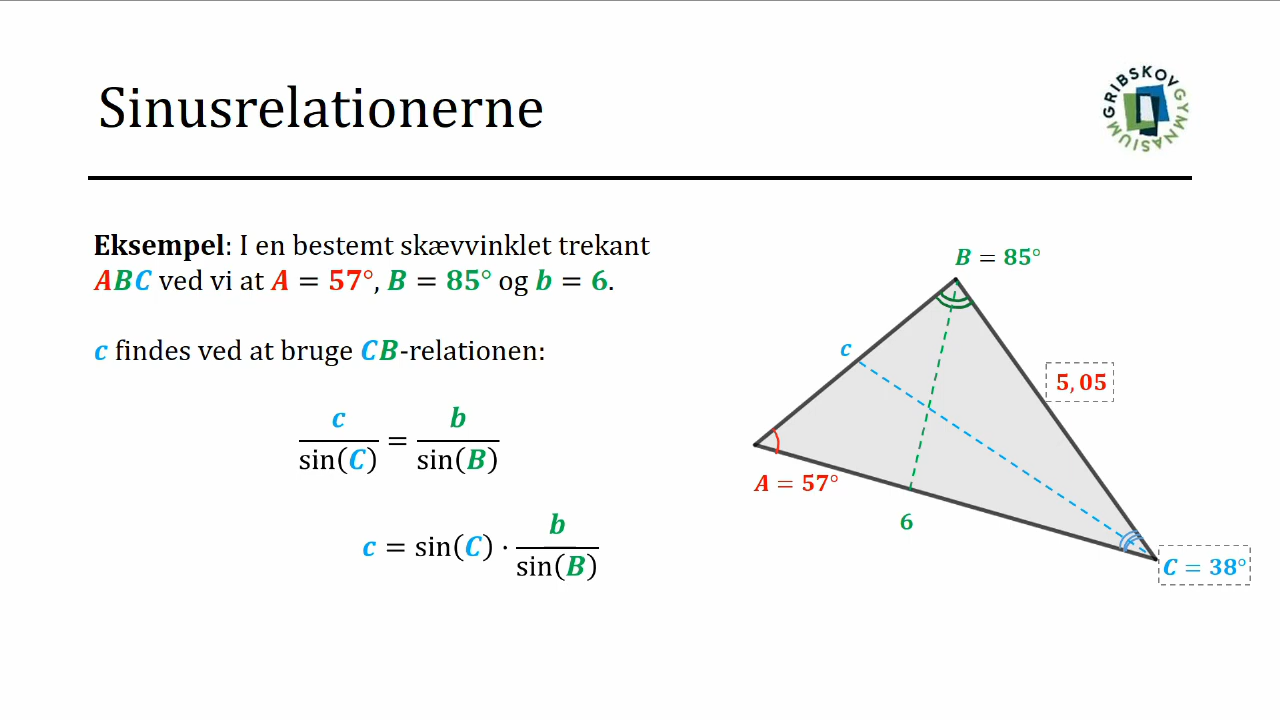 Sinusrelationerne
GRIBSKOV GYMNASIUM
Eksempel: I en bestemt skævvinklet trekant
ABC ved vi at A = 57°, B = 85° og b = 6.
c findes ved at bruge CB-relationen:
c/sin(C) = b/sin(B)
c = sin(C) · b/sin(B)
B = 85°
c
5,05
A = 57°
6
C = 38°